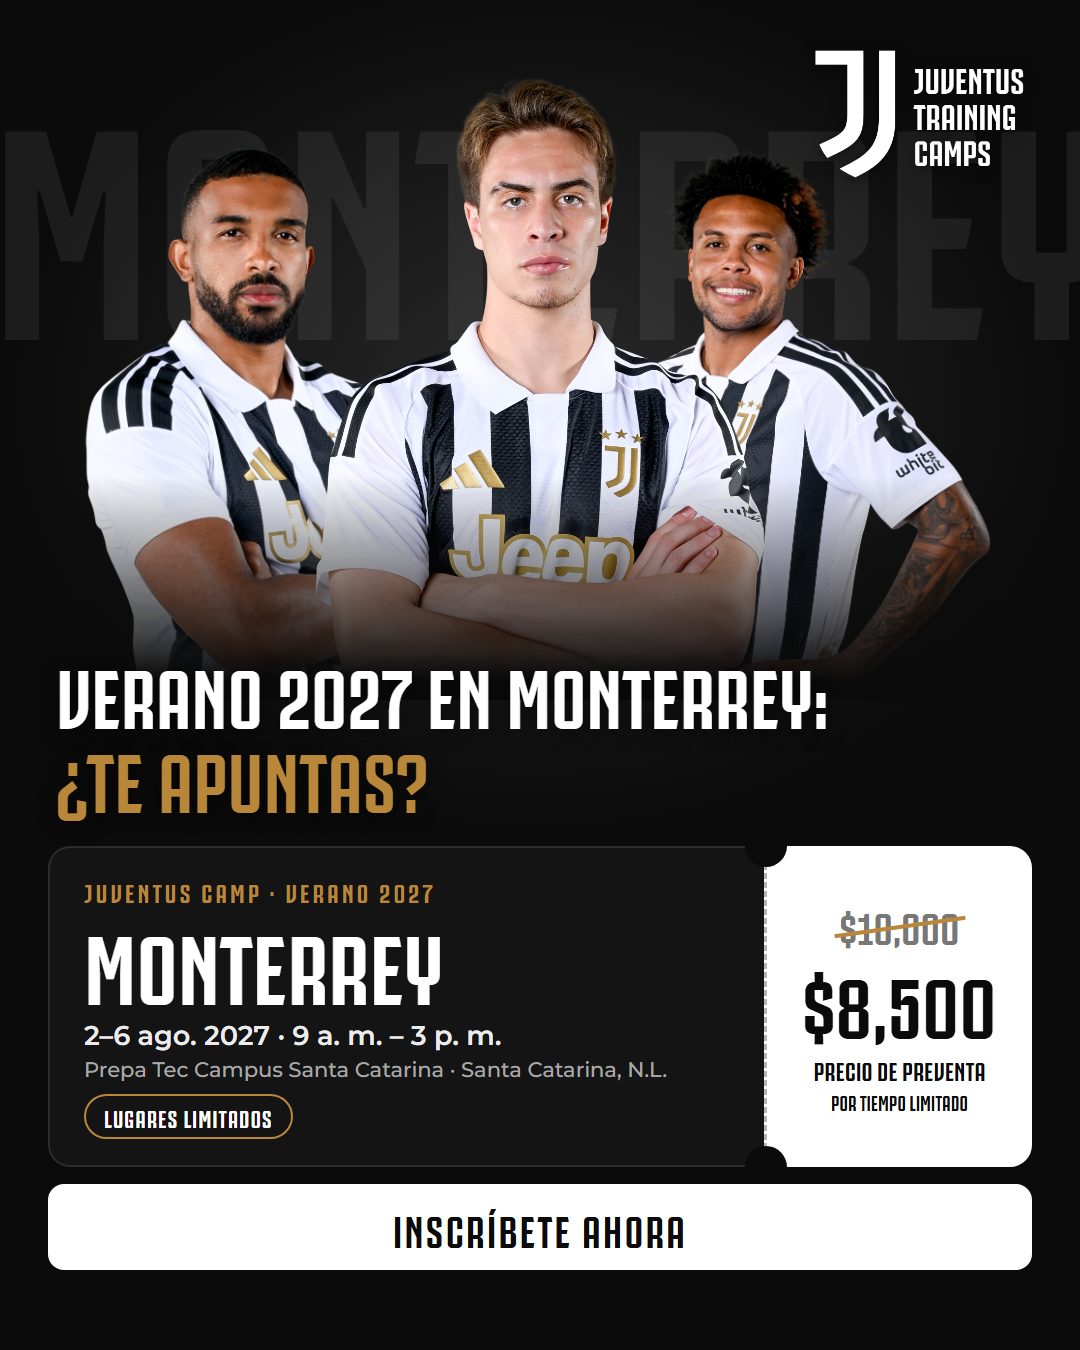 JUVENTUS
TRAINING
CAMPS
MONTERREY
whitebit
Jeep
VERANO 2027 EN MONTERREY:
¿TE APUNTAS?
JUVENTUS CAMP · VERANO 2027
MONTERREY
2–6 ago. 2027 · 9 a. m. – 3 p. m.
Prepa Tec Campus Santa Catarina · Santa Catarina, N.L.
LUGARES LIMITADOS
$10,000
$8,500
PRECIO DE PREVENTA
POR TIEMPO LIMITADO
INSCRÍBETE AHORA